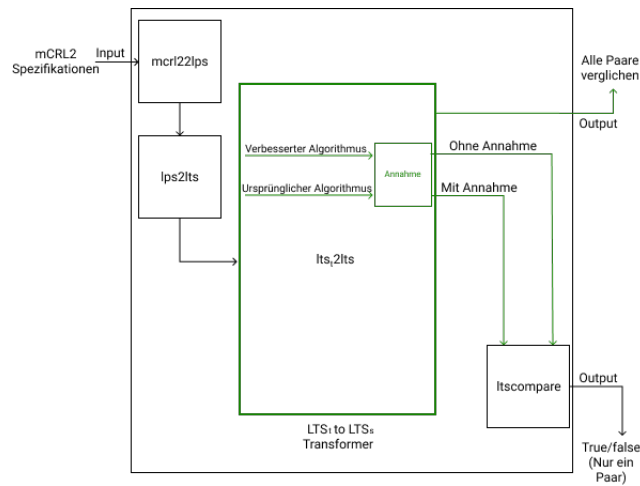 mCRL2
Spezifikationen
Input
mcrl22lps
lps2lts
Verbesserter Algorithmus
Ursprünglicher Algorithmus
Annahme
Ohne Annahme
Mit Annahme
ltsₜ2lts
LTSₜ to LTSₛ
Transformer
Alle Paare
verglichen
Output
ltscompare
Output
True/false
(Nur ein
Paar)